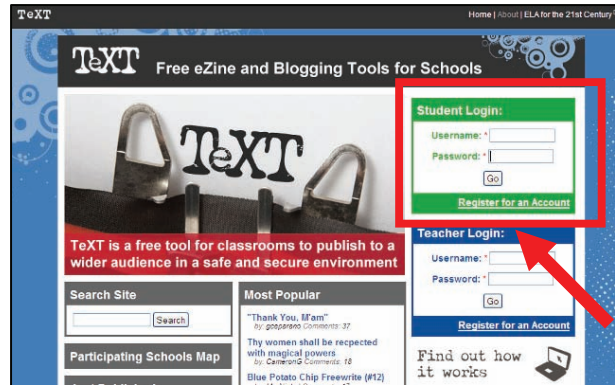 TeXT
Home | About | ELA for the 21st Century
TeXT Free eZine and Blogging Tools for Schools
TeXT
TeXT is a free tool for classrooms to publish to a
wider audience in a safe and secure environment
Student Login:
Username: *
Password: *
Go
Register for an Account
Teacher Login:
Username: *
Password: *
Go
Register for an Account
Search Site
Search
Participating Schools Map
Most Popular
"Thank You, M'am"
by: gosparano Comments: 37
Thy women shall be recpected
with magical powers
by: CameronG Comments: 18
Blue Potato Chip Freewrite (#12)
Find out how
it works